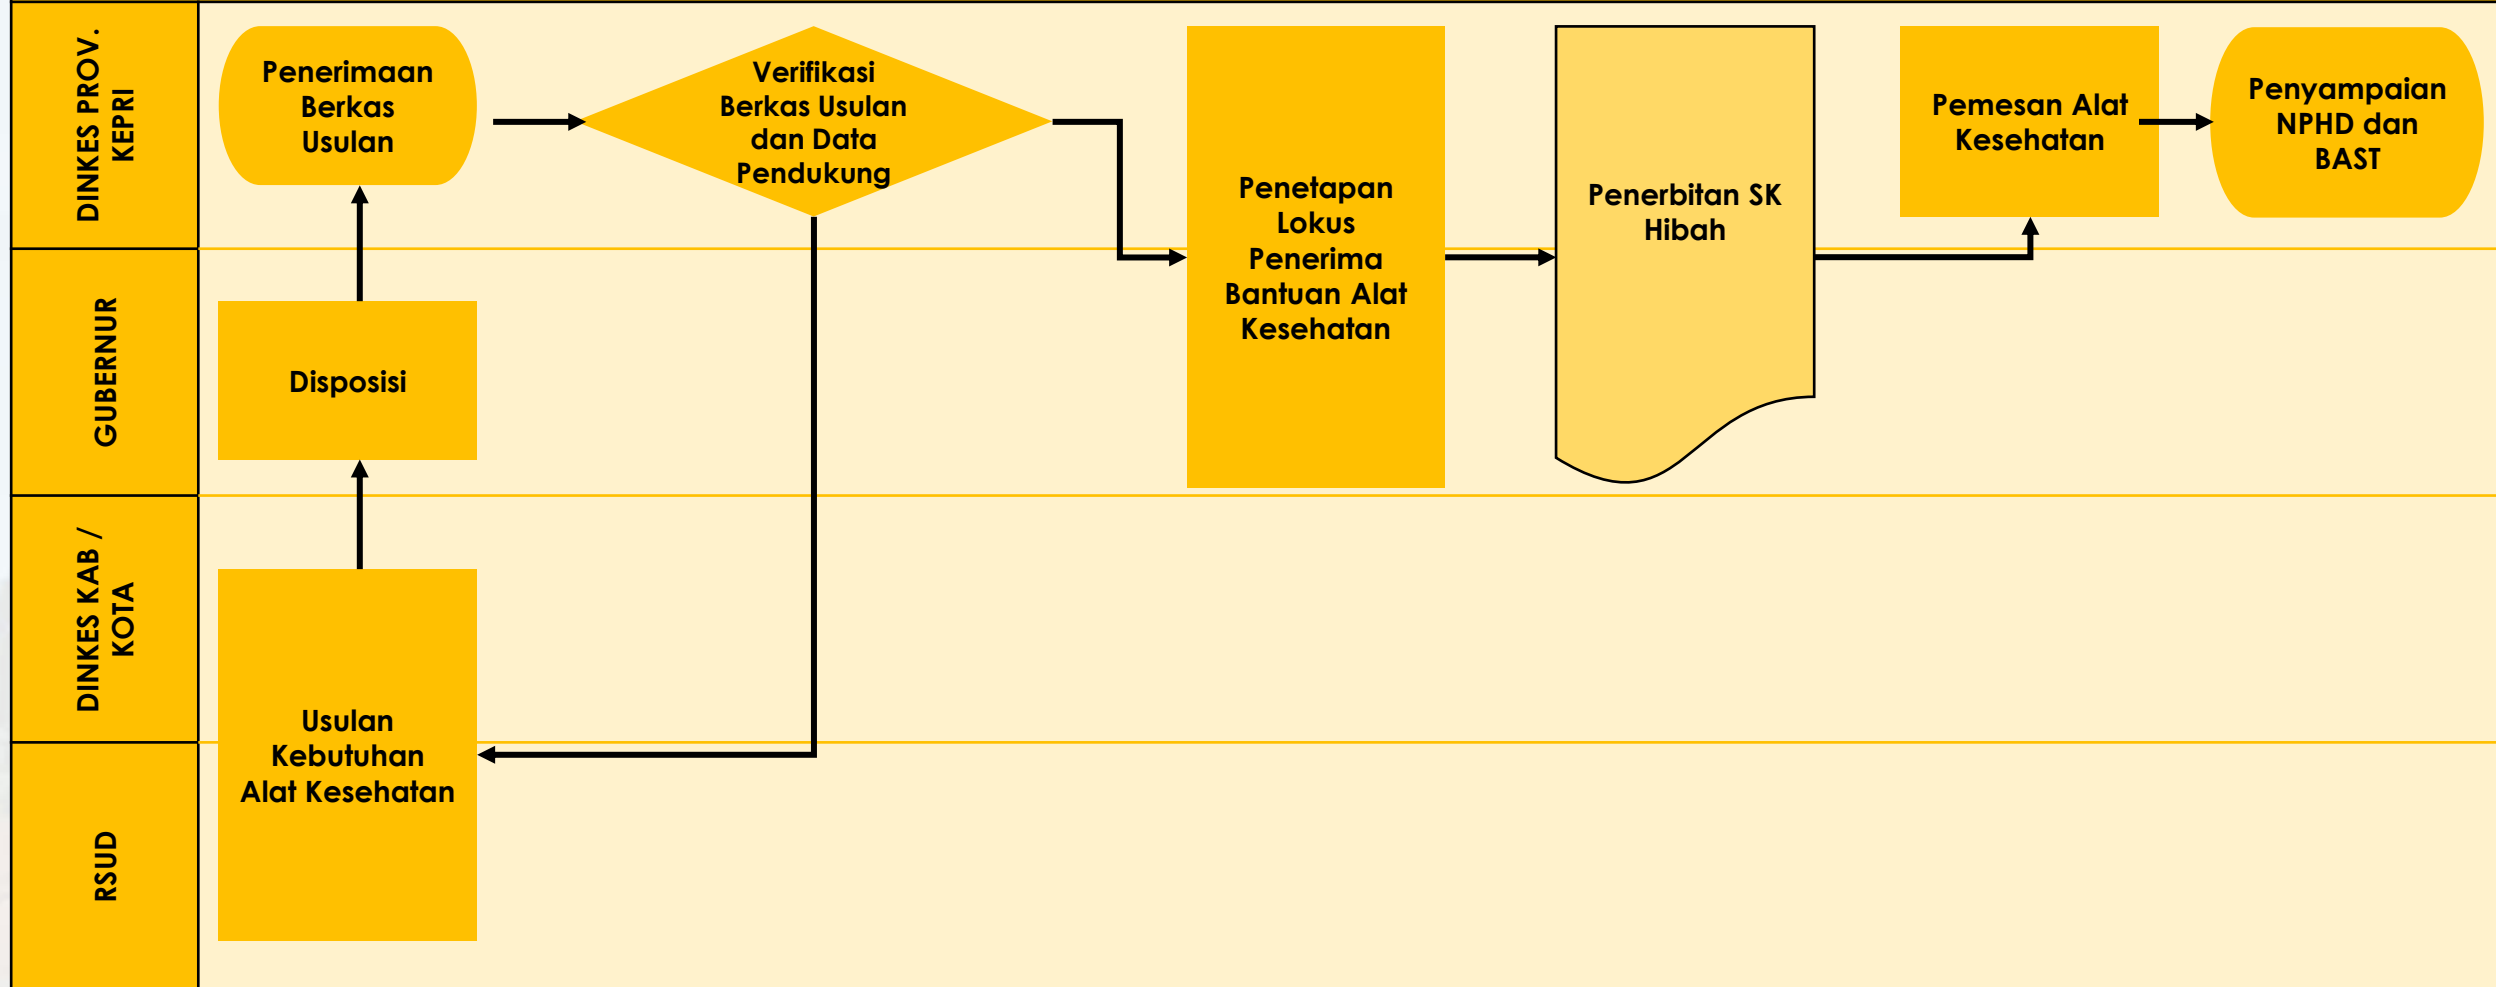 DINKES PROV.
KEPRI
Penerimaan
Berkas
Usulan
Verifikasi
Berkas Usulan
dan Data
Pendukung
Penetapan
Lokus
Penerima
Bantuan Alat
Kesehatan
Penerbitan SK
Hibah
Pemesan Alat
Kesehatan
Penyampaian
NPHD dan
BAST
GUBERNUR
Disposisi
DINKES KAB /
KOTA
Usulan
Kebutuhan
Alat Kesehatan
RSUD